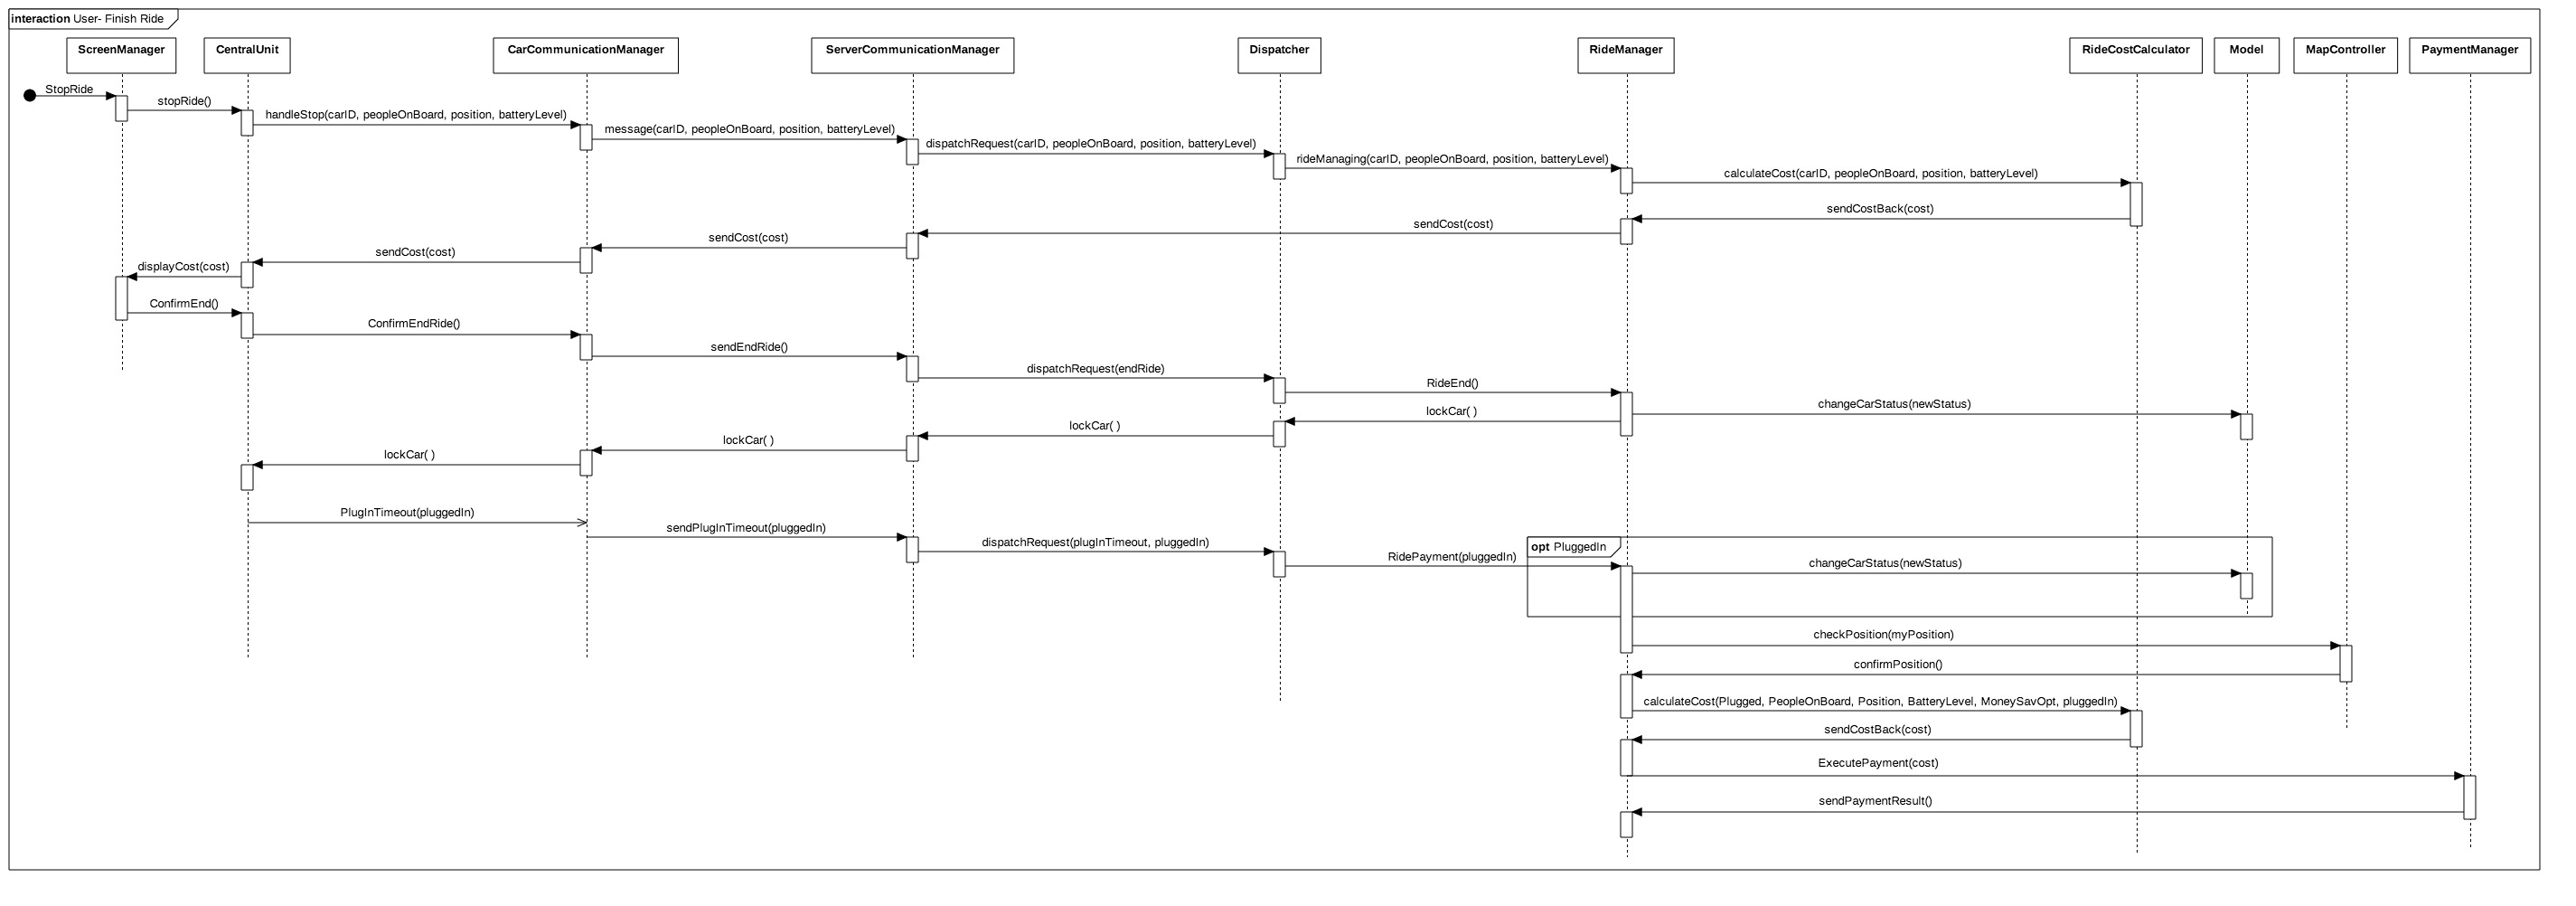 interaction User- Finish Ride
ScreenManager
CentralUnit
CarCommunicationManager
ServerCommunicationManager
Dispatcher
RideManager
RideCostCalculator
Model
MapController
PaymentManager
StopRide
stopRide()
handleStop(carID, peopleOnBoard, position, batteryLevel)
message(carID, peopleOnBoard, position, batteryLevel)
dispatchRequest(carID, peopleOnBoard, position, batteryLevel)
rideManaging(carID, peopleOnBoard, position, batteryLevel)
calculateCost(carID, peopleOnBoard, position, batteryLevel)
sendCostBack(cost)
sendCost(cost)
sendCost(cost)
sendCost(cost)
displayCost(cost)
ConfirmEnd()
ConfirmEndRide()
sendEndRide()
dispatchRequest(endRide)
RideEnd()
changeCarStatus(newStatus)
lockCar( )
lockCar( )
lockCar( )
lockCar( )
PlugInTimeout(pluggedIn)
sendPlugInTimeout(pluggedIn)
dispatchRequest(plugInTimeout, pluggedIn)
opt PluggedIn
RidePayment(pluggedIn)
changeCarStatus(newStatus)
checkPosition(myPosition)
confirmPosition()
calculateCost(Plugged, PeopleOnBoard, Position, BatteryLevel, MoneySavOpt, pluggedIn)
sendCostBack(cost)
ExecutePayment(cost)
sendPaymentResult()